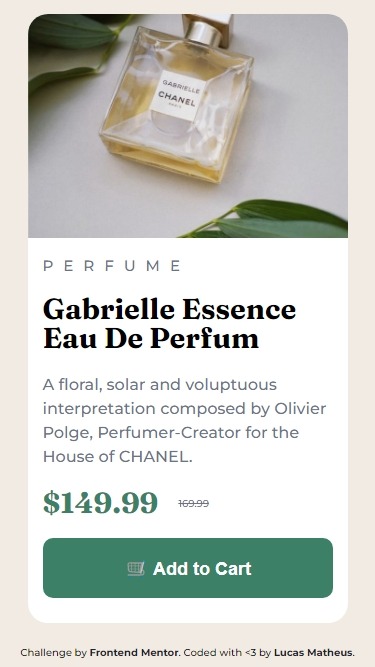 GABRIELLE
CHANEL
PARIS
PERFUME
Gabrielle Essence
Eau De Perfum
A floral, solar and voluptuous
interpretation composed by Olivier
Polge, Perfumer-Creator for the
House of CHANEL.
$149.99 169.99
Add to Cart
Challenge by Frontend Mentor. Coded with <3 by Lucas Matheus.